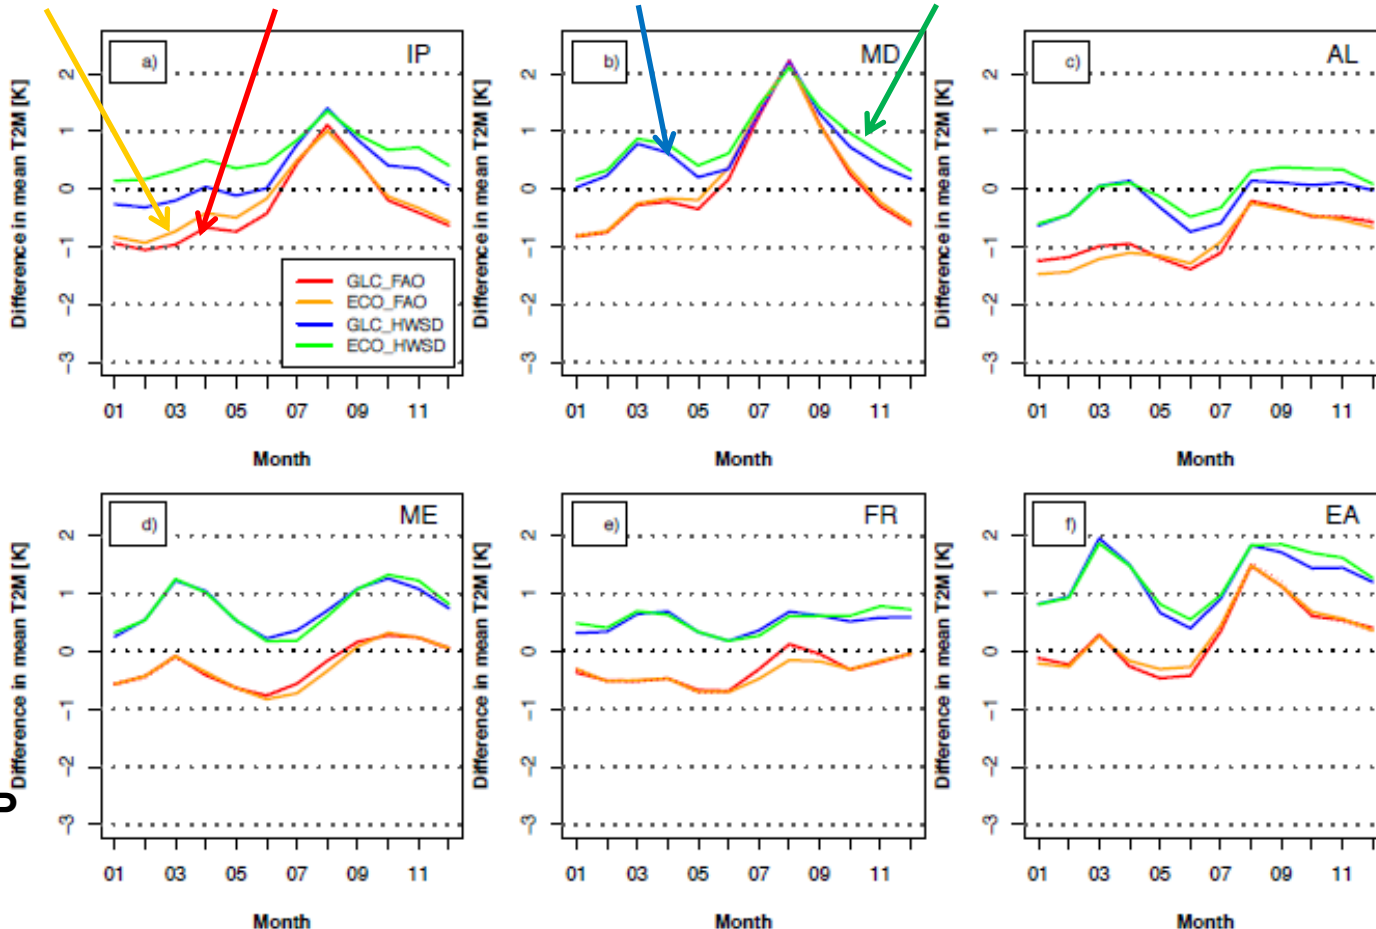 a) IP
Difference in mean T2M [K]
2
1
0
-1
-2
-3
GLC_FAO
ECO_FAO
GLC_HWSD
ECO_HWSD
01 03 05 07 09 11
Month
b) MD
Difference in mean T2M [K]
2
1
0
-1
-2
-3
01 03 05 07 09 11
Month
c) AL
Difference in mean T2M [K]
2
1
0
-1
-2
-3
01 03 05 07 09 11
Month
d) ME
Difference in mean T2M [K]
2
1
0
-1
-2
-3
01 03 05 07 09 11
Month
e) FR
Difference in mean T2M [K]
2
1
0
-1
-2
-3
01 03 05 07 09 11
Month
f) EA
Difference in mean T2M [K]
2
1
0
-1
-2
-3
01 03 05 07 09 11
Month